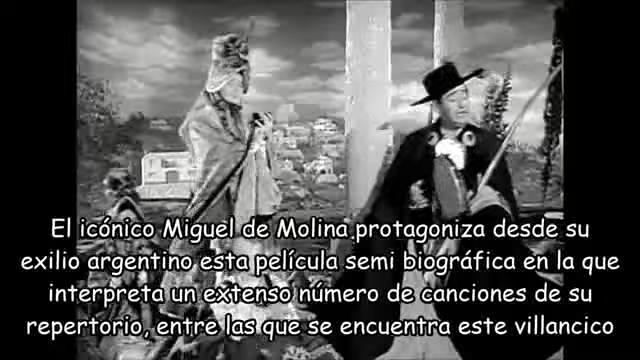 El icónico Miguel de Molina protagoniza desde su
exilio argentino esta película semi biográfica en la que
interpreta un extenso número de canciones de su
repertorio, entre las que se encuentra este villancico